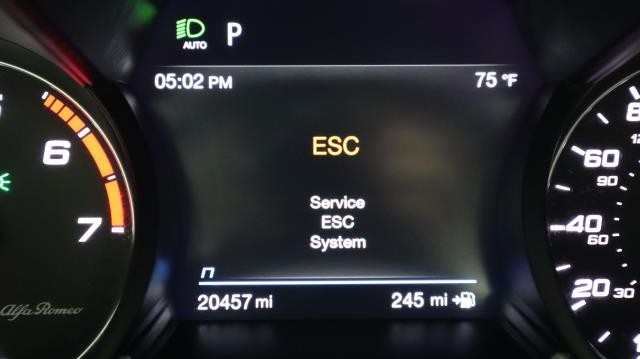 AUTO P
05:02 PM 75 °F
ESC
Service
ESC
System
n
20457 mi 245 mi
6
7
Alfa Romeo
60
90
40
60
20
30